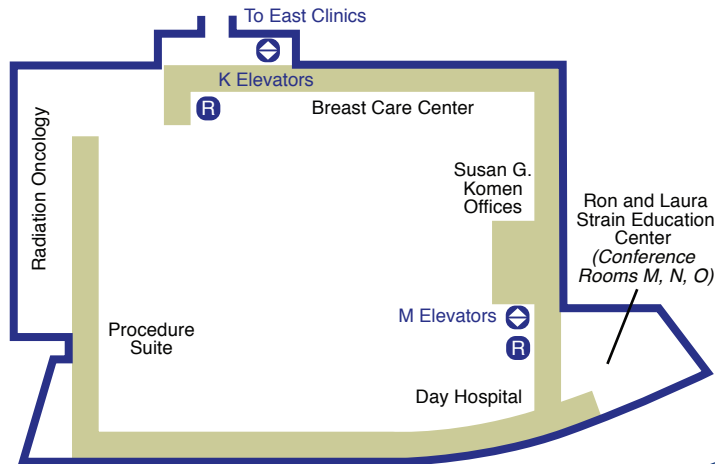 To East Clinics
K Elevators
R
Breast Care Center
Radiation Oncology
Susan G.
Komen
Offices
Ron and Laura
Strain Education
Center
(Conference
Rooms M, N, O)
M Elevators
R
Procedure
Suite
Day Hospital